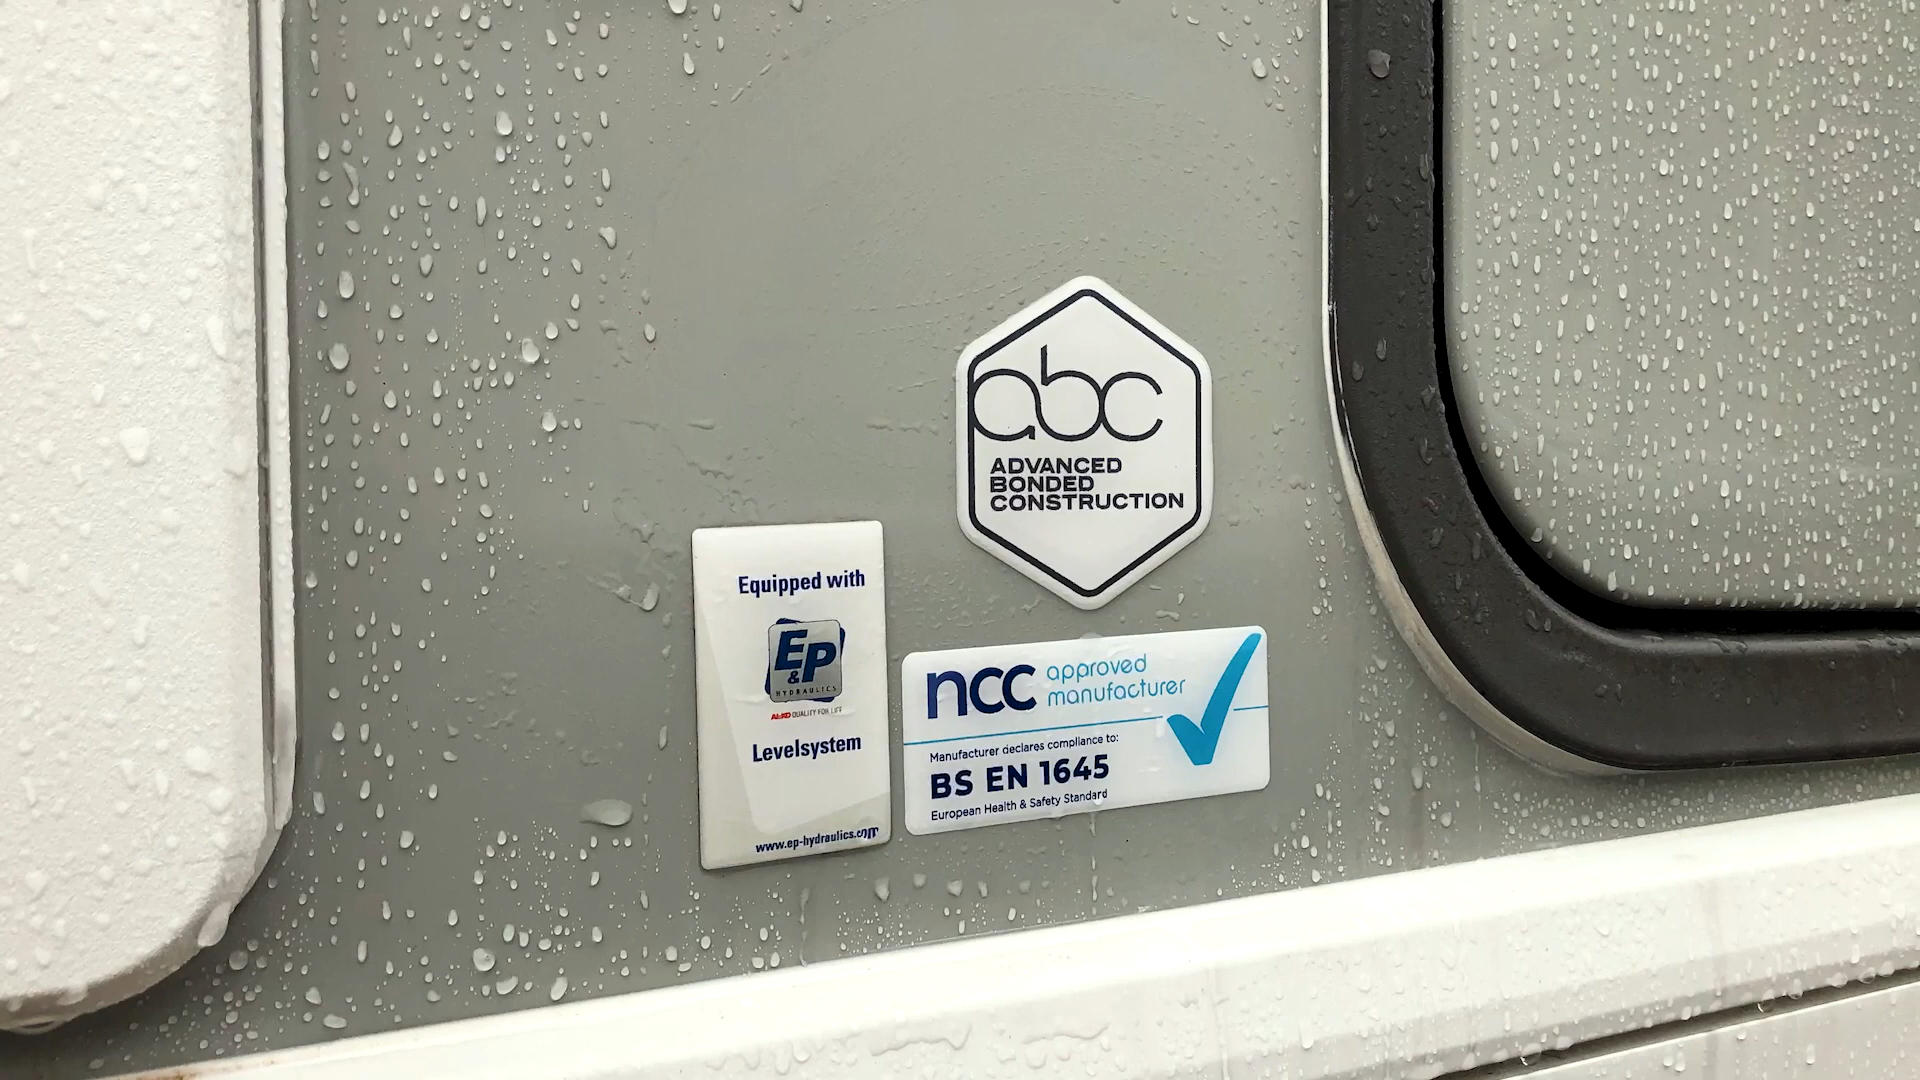 abc
ADVANCED
BONDED
CONSTRUCTION
Equipped with
E&P
HYDRAULICS
AL-KO QUALITY FOR LIFE
Levelsystem
www.ep-hydraulics.com
ncc approved
manufacturer
Manufacturer declares compliance to:
BS EN 1645
European Health & Safety Standard